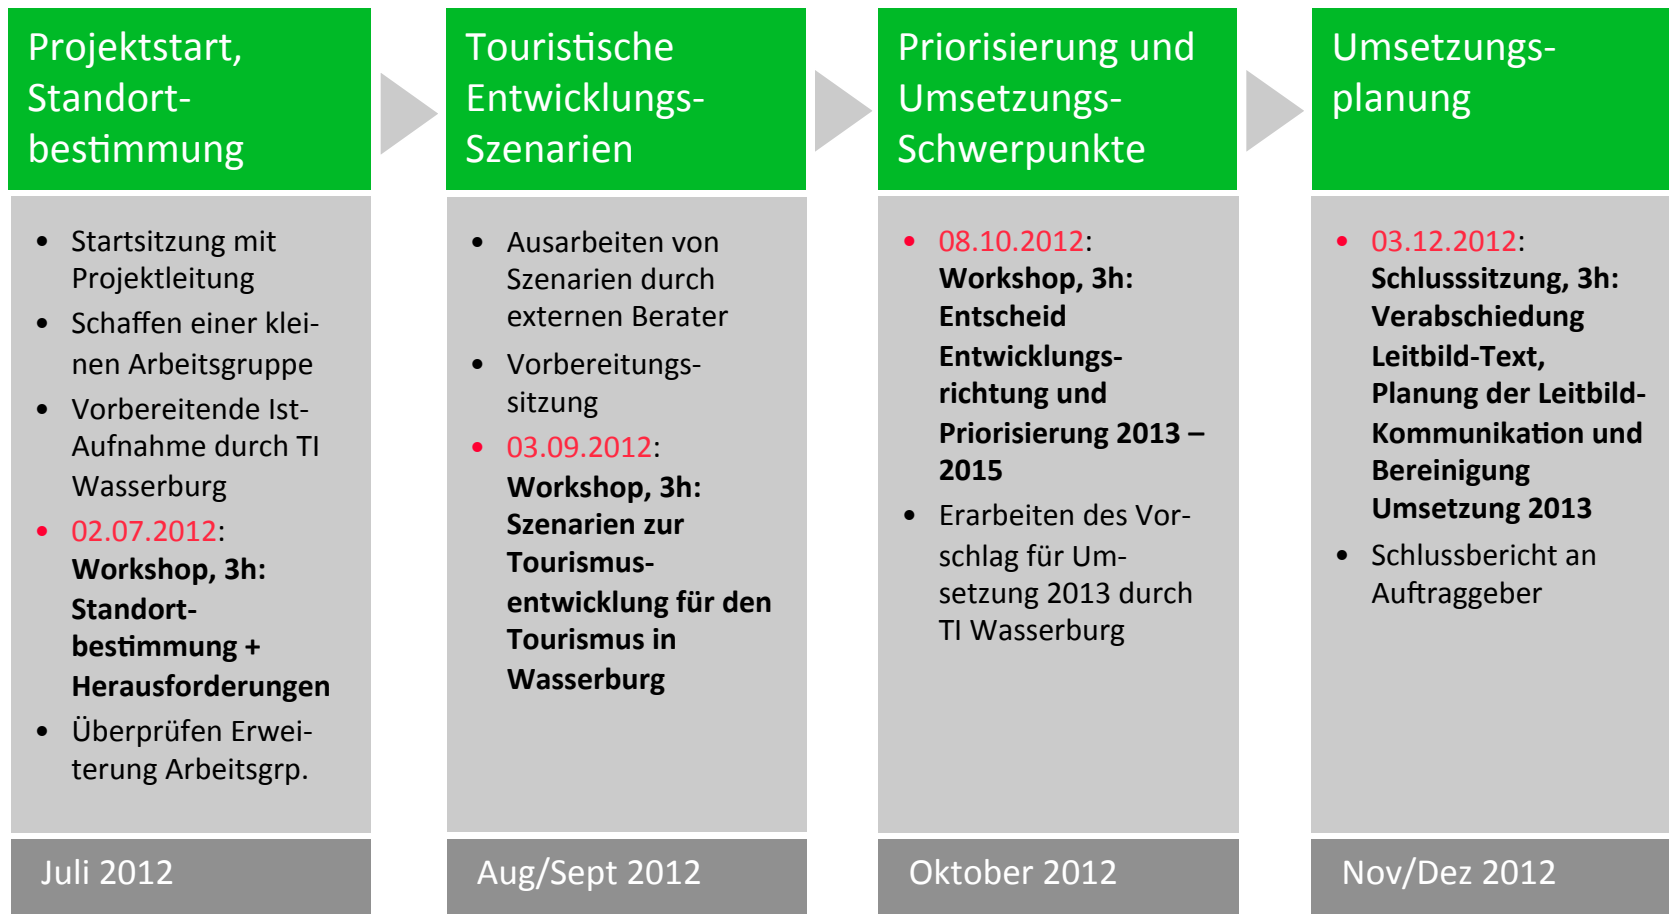 Projektstart,
Standort-
bestimmung
• Startsitzung mit
Projektleitung
• Schaffen einer klei-
nen Arbeitsgruppe
• Vorbereitende Ist-
Aufnahme durch TI
Wasserburg
• 02.07.2012:
Workshop, 3h:
Standort-
bestimmung +
Herausforderungen
• Überprüfen Erwei-
terung Arbeitsgrp.
Juli 2012
Touristische
Entwicklungs-
Szenarien
• Ausarbeiten von
Szenarien durch
externen Berater
• Vorbereitungs-
sitzung
• 03.09.2012:
Workshop, 3h:
Szenarien zur
Tourismus-
entwicklung für den
Tourismus in
Wasserburg
Aug/Sept 2012
Priorisierung und
Umsetzungs-
Schwerpunkte
• 08.10.2012:
Workshop, 3h:
Entscheid
Entwicklungs-
richtung und
Priorisierung 2013 –
2015
• Erarbeiten des Vor-
schlag für Um-
setzung 2013 durch
TI Wasserburg
Oktober 2012
Umsetzungs-
planung
• 03.12.2012:
Schlusssitzung, 3h:
Verabschiedung
Leitbild-Text,
Planung der Leitbild-
Kommunikation und
Bereinigung
Umsetzung 2013
• Schlussbericht an
Auftraggeber
Nov/Dez 2012